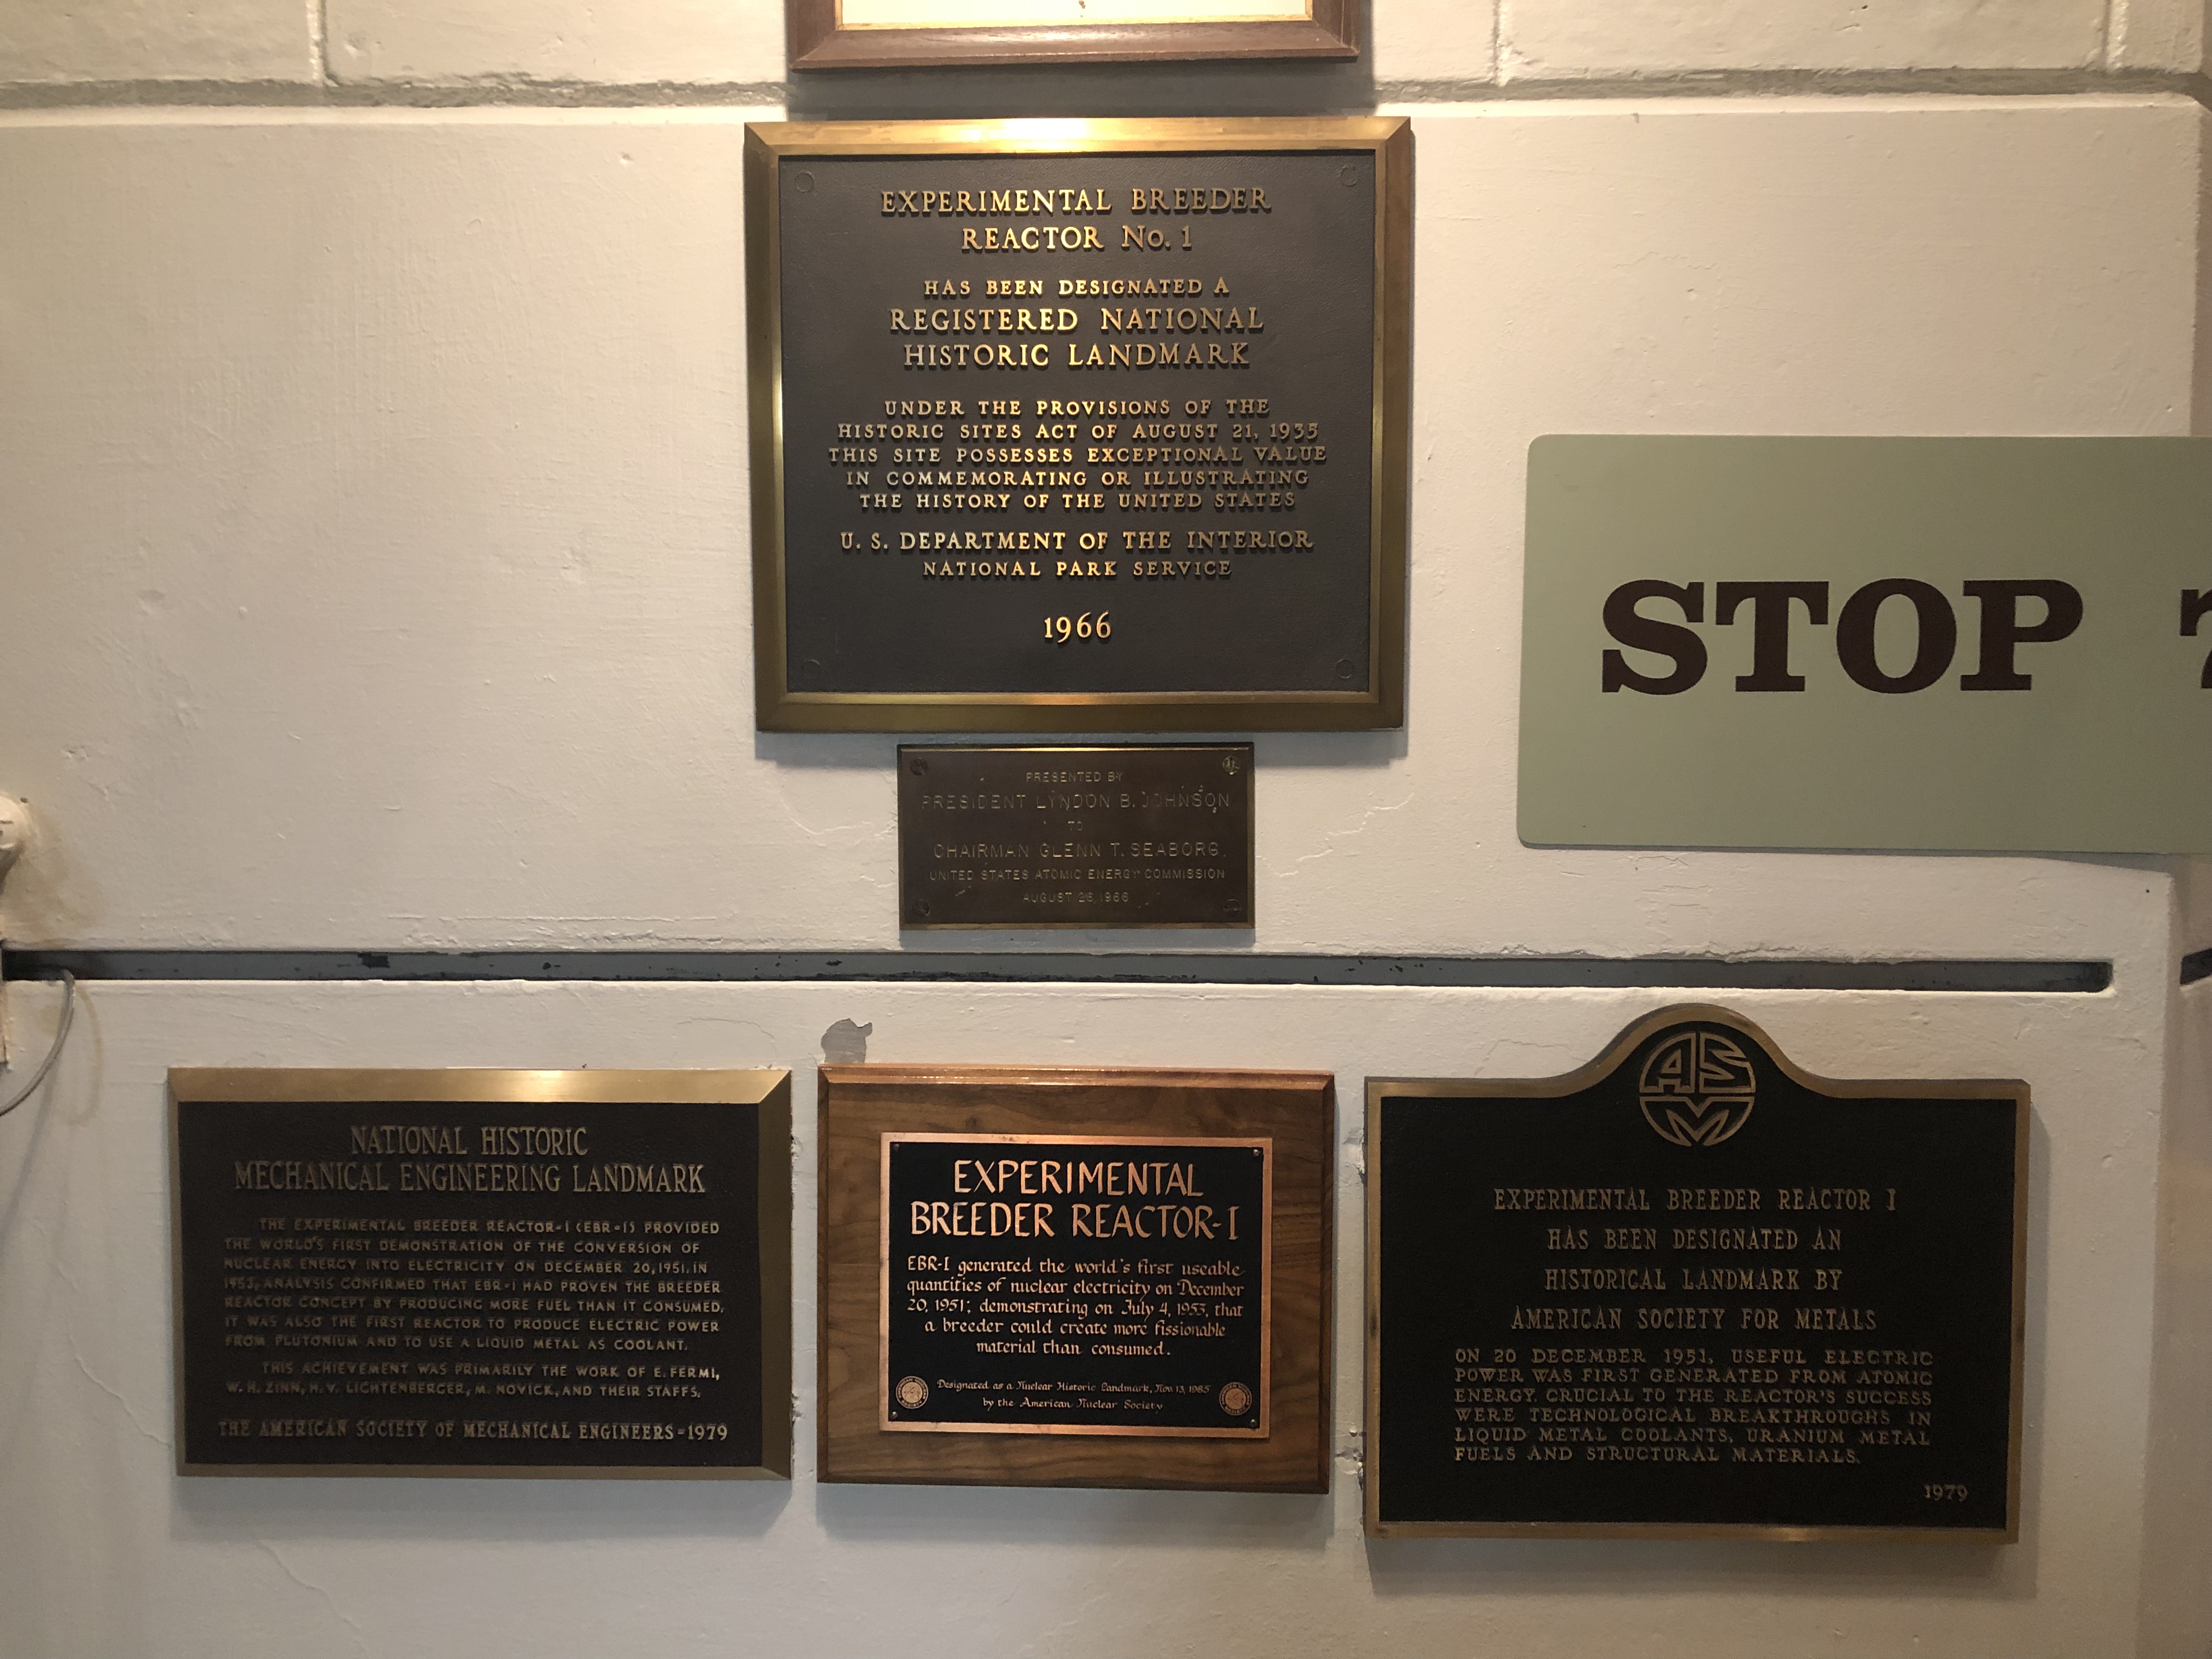 EXPERIMENTAL BREEDER
REACTOR No. 1
HAS BEEN DESIGNATED A
REGISTERED NATIONAL
HISTORIC LANDMARK
UNDER THE PROVISIONS OF THE
HISTORIC SITES ACT OF AUGUST 21, 1935
THIS SITE POSSESSES EXCEPTIONAL VALUE
IN COMMEMORATING OR ILLUSTRATING
THE HISTORY OF THE UNITED STATES
U. S. DEPARTMENT OF THE INTERIOR
NATIONAL PARK SERVICE
1966
STOP
PRESENTED BY
PRESIDENT LYNDON B. JOHNSON
TO
CHAIRMAN GLENN T. SEABORG
UNITED STATES ATOMIC ENERGY COMMISSION
AUGUST 26, 1966
NATIONAL HISTORIC
MECHANICAL ENGINEERING LANDMARK
THE EXPERIMENTAL BREEDER REACTOR-I (EBR-I) PROVIDED
THE WORLD'S FIRST DEMONSTRATION OF THE CONVERSION OF
NUCLEAR ENERGY INTO ELECTRICITY ON DECEMBER 20, 1951. IN
1953, ANALYSIS CONFIRMED THAT EBR-I HAD PROVEN THE BREEDER
REACTOR CONCEPT BY PRODUCING MORE FUEL THAN IT CONSUMED.
IT WAS ALSO THE FIRST REACTOR TO PRODUCE ELECTRIC POWER
FROM PLUTONIUM AND TO USE A LIQUID METAL AS COOLANT.
THIS ACHIEVEMENT WAS PRIMARILY THE WORK OF E. FERMI,
W. H. ZINN, H. V. LICHTENBERGER, M. NOVICK, AND THEIR STAFFS.
THE AMERICAN SOCIETY OF MECHANICAL ENGINEERS-1979
EXPERIMENTAL
BREEDER REACTOR-I
EBR-I generated the world's first useable
quantities of nuclear electricity on December
20, 1951; demonstrating on July 4, 1953, that
a breeder could create more fissionable
material than consumed.
Designated as a Nuclear Historic Landmark, Nov 13, 1985
by the American Nuclear Society
ASM
EXPERIMENTAL BREEDER REACTOR I
HAS BEEN DESIGNATED AN
HISTORICAL LANDMARK BY
AMERICAN SOCIETY FOR METALS
ON 20 DECEMBER 1951, USEFUL ELECTRIC
POWER WAS FIRST GENERATED FROM ATOMIC
ENERGY. CRUCIAL TO THE REACTOR'S SUCCESS
WERE TECHNOLOGICAL BREAKTHROUGHS IN
LIQUID METAL COOLANTS, URANIUM METAL
FUELS AND STRUCTURAL MATERIALS.
1979